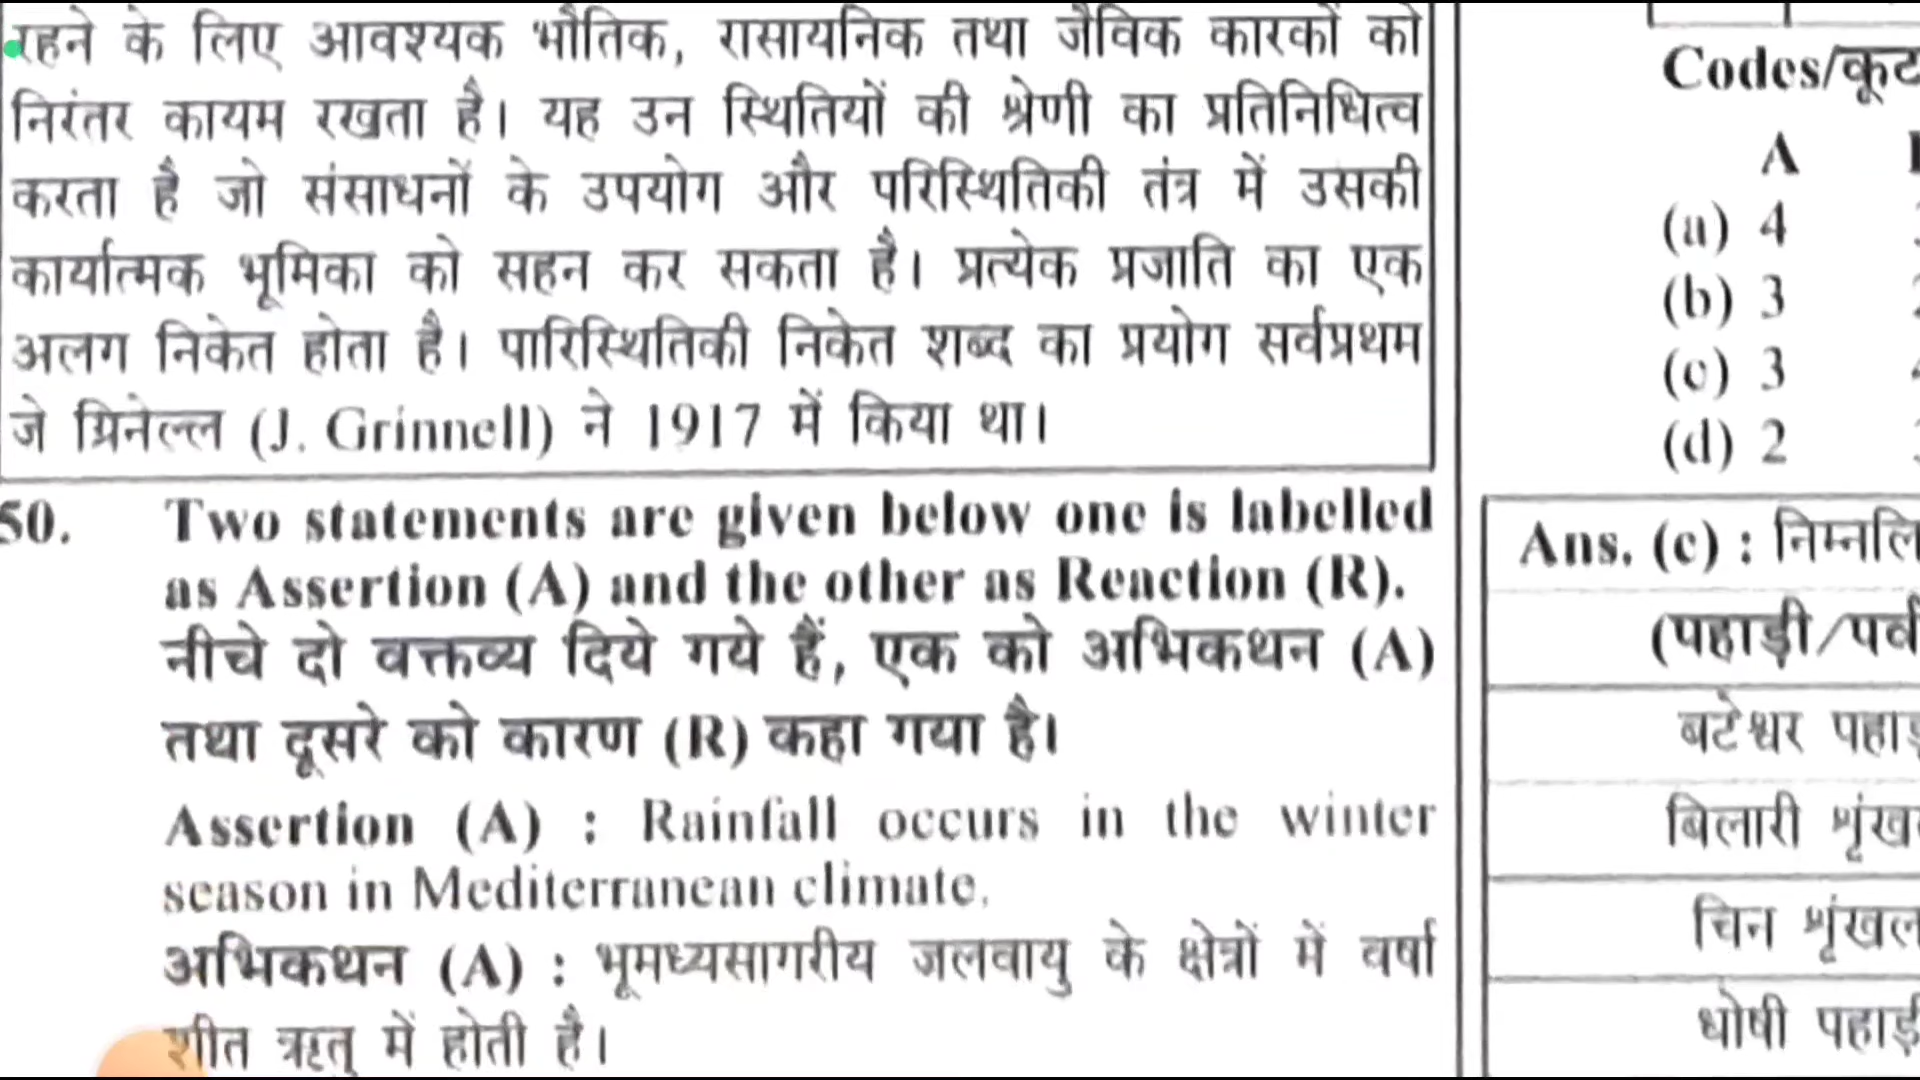 रहने के लिए आवश्यक भौतिक, रासायनिक तथा जैविक कारकों को
निरंतर कायम रखता है। यह उन स्थितियों की श्रेणी का प्रतिनिधित्व
करता है जो संसाधनों के उपयोग और परिस्थितिकी तंत्र में उसकी
कार्यात्मक भूमिका को सहन कर सकता है। प्रत्येक प्रजाति का एक
अलग निकेत होता है। पारिस्थितिकी निकेत शब्द का प्रयोग सर्वप्रथम
जे ग्रिनेल्ल (J. Grinnell) ने 1917 में किया था।
50. Two statements are given below one is labelled
as Assertion (A) and the other as Reaction (R).
नीचे दो वक्तव्य दिये गये हैं, एक को अभिकथन (A)
तथा दूसरे को कारण (R) कहा गया है।
Assertion (A) : Rainfall occurs in the winter
season in Mediterranean climate.
अभिकथन (A) : भूमध्यसागरीय जलवायु के क्षेत्रों में वर्षा
शीत ऋतु में होती है।
Codes/कूट
A
(a) 4
(b) 3
(c) 3
(d) 2
Ans. (c) :
बटेश्वर
बिलारी
चिन
धोषी